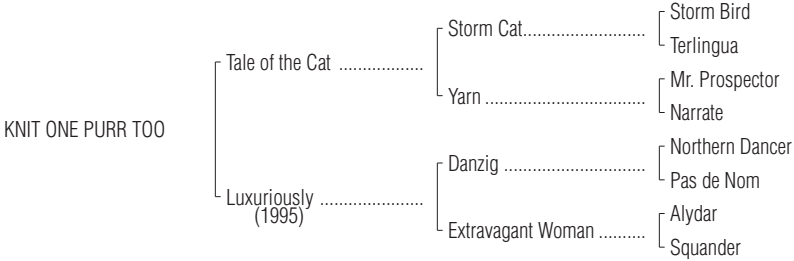 Storm Bird
Storm Cat..........................
Terlingua
Tale of the Cat ..................
Mr. Prospector
Yarn ..................................
Narrate
KNIT ONE PURR TOO
Northern Dancer
Danzig ..............................
Pas de Nom
Luxuriously ......................
(1995)
Alydar
Extravagant Woman ..........
Squander